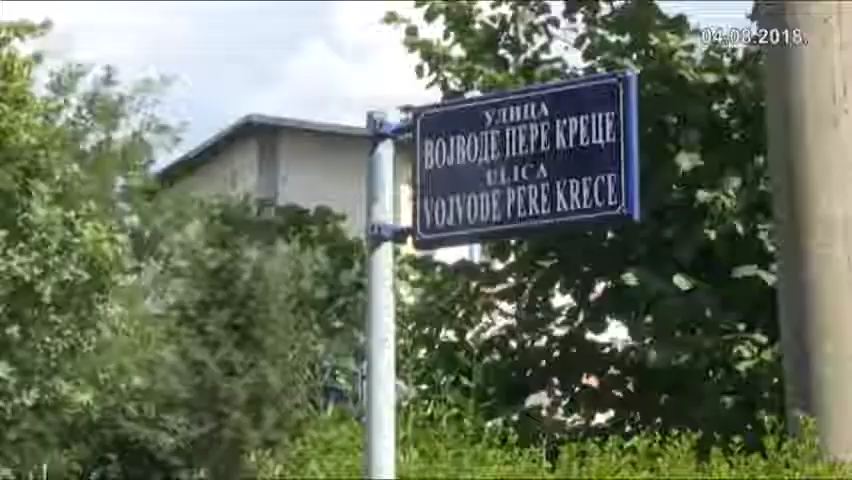 04.08.2018.
УЛИЦА
ВОЈВОДЕ ПЕРЕ КРЕЦЕ
ULICA
VOJVODE PERE KRECE